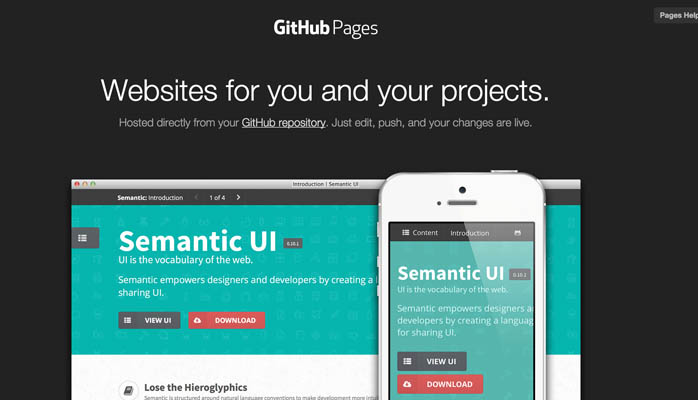 GitHub Pages
Pages Help
Websites for you and your projects.
Hosted directly from your GitHub repository. Just edit, push, and your changes are live.
Introduction | Semantic UI
Semantic: Introduction
1 of 4
Semantic UI 0.10.1
UI is the vocabulary of the web.
Semantic empowers designers and developers by creating a l
sharing UI.
VIEW UI
DOWNLOAD
Lose the Hieroglyphics
Semantic is structured around natural language conventions to make development more intui
Content
Introduction
Semantic UI 0.10.1
UI is the vocabulary of the web.
Semantic empowers designers a
developers by creating a languag
for sharing UI.
VIEW UI
DOWNLOAD